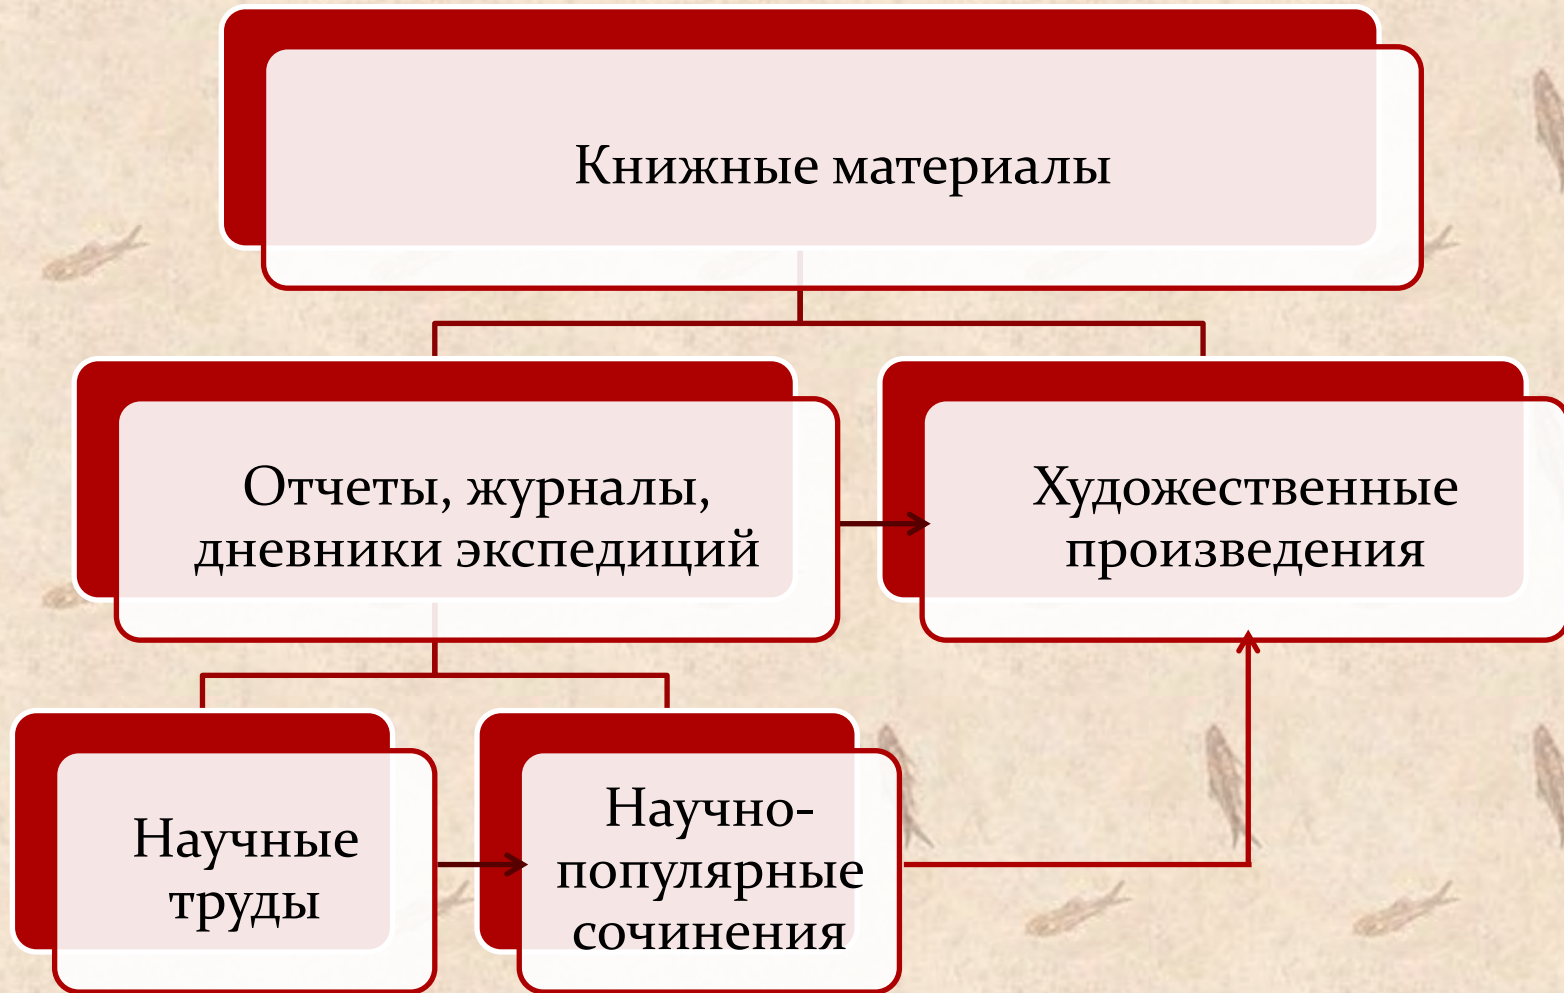 Книжные материалы
Отчеты, журналы,
дневники экспедиций
Художественные
произведения
Научные
труды
Научно-
популярные
сочинения